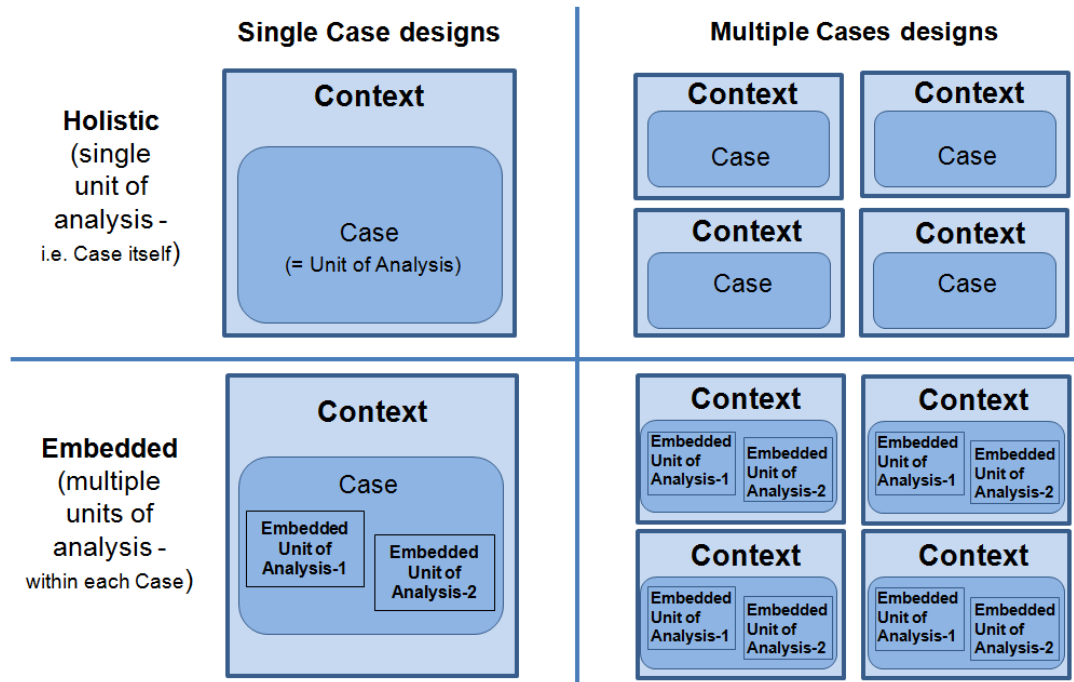 Single Case designs
Multiple Cases designs
Holistic
(single
unit of
analysis -
i.e. Case itself)
Context
Case
(= Unit of Analysis)
Context
Case
Context
Case
Context
Case
Context
Case
Embedded
(multiple
units of
analysis -
within each Case)
Context
Case
Embedded
Unit of
Analysis-1
Embedded
Unit of
Analysis-2
Context
Embedded
Unit of
Analysis-1
Embedded
Unit of
Analysis-2
Context
Embedded
Unit of
Analysis-1
Embedded
Unit of
Analysis-2
Context
Embedded
Unit of
Analysis-1
Embedded
Unit of
Analysis-2
Context
Embedded
Unit of
Analysis-1
Embedded
Unit of
Analysis-2